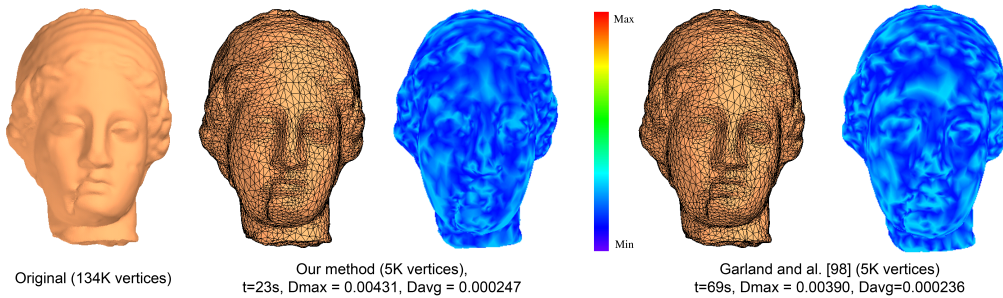 Max
Min
Original (134K vertices)
Our method (5K vertices),
t=23s, Dmax = 0.00431, Davg = 0.000247
Garland and al. [98] (5K vertices)
t=69s, Dmax = 0.00390, Davg=0.000236